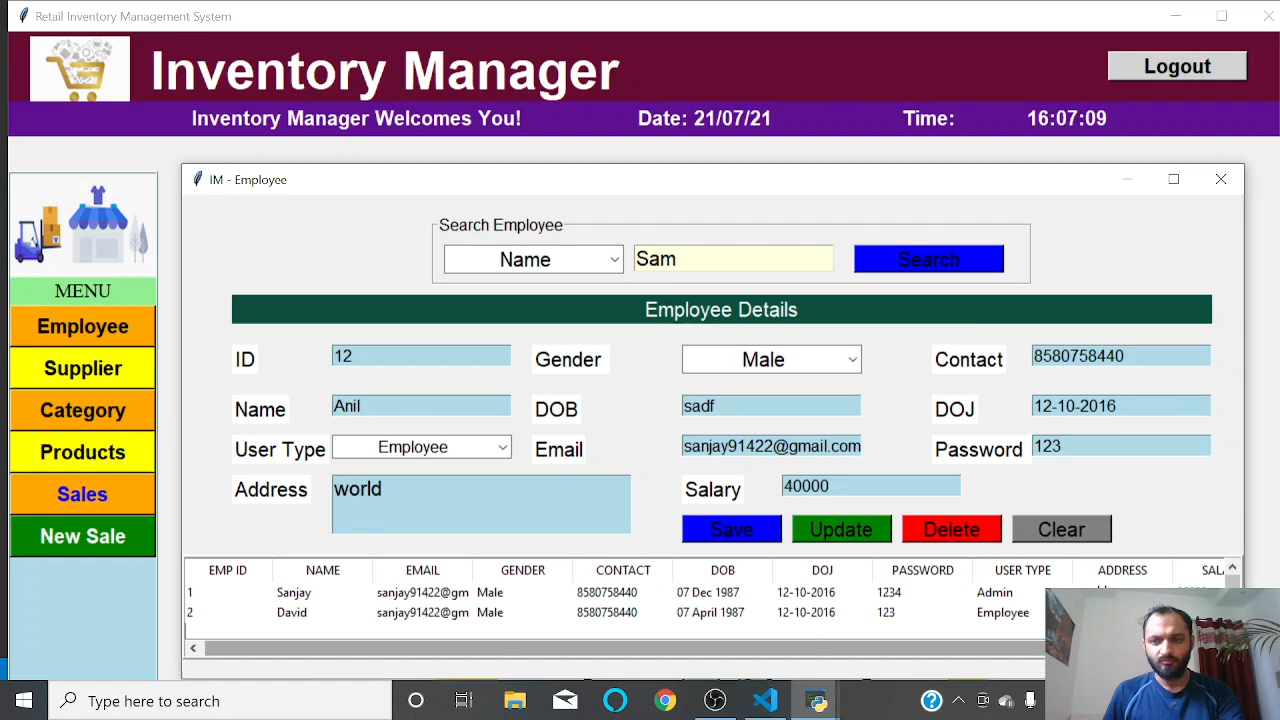 Retail Inventory Management System
Inventory Manager
Logout
Inventory Manager Welcomes You!
Date: 21/07/21
Time:
16:07:09
IM - Employee
MENU
Employee
Supplier
Category
Products
Sales
New Sale
Search Employee
Name
Sam
Search
Employee Details
ID
12
Gender
Male
Contact
8580758440
Name
Anil
DOB
sadf
DOJ
12-10-2016
User Type
Employee
Email
sanjay91422@gmail.com
Password
123
Address
world
Salary
40000
Save
Update
Delete
Clear
EMP ID NAME EMAIL GENDER CONTACT DOB DOJ PASSWORD USER TYPE ADDRESS SAL
1 Sanjay sanjay91422@gm Male 8580758440 07 Dec 1987 12-10-2016 1234 Admin
2 David sanjay91422@gm Male 8580758440 07 April 1987 12-10-2016 123 Employee
Type here to search